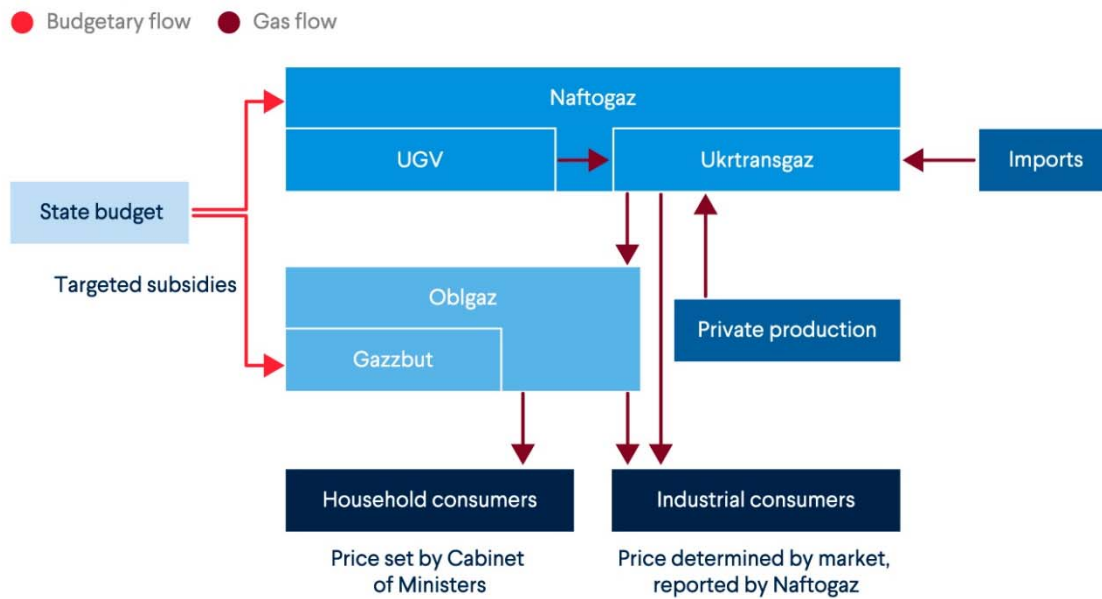 Budgetary flow
Gas flow
Naftogaz
UGV
Ukrtransgaz
Imports
State budget
Targeted subsidies
Oblgaz
Private production
Gazzbut
Household consumers
Industrial consumers
Price set by Cabinet
of Ministers
Price determined by market,
reported by Naftogaz